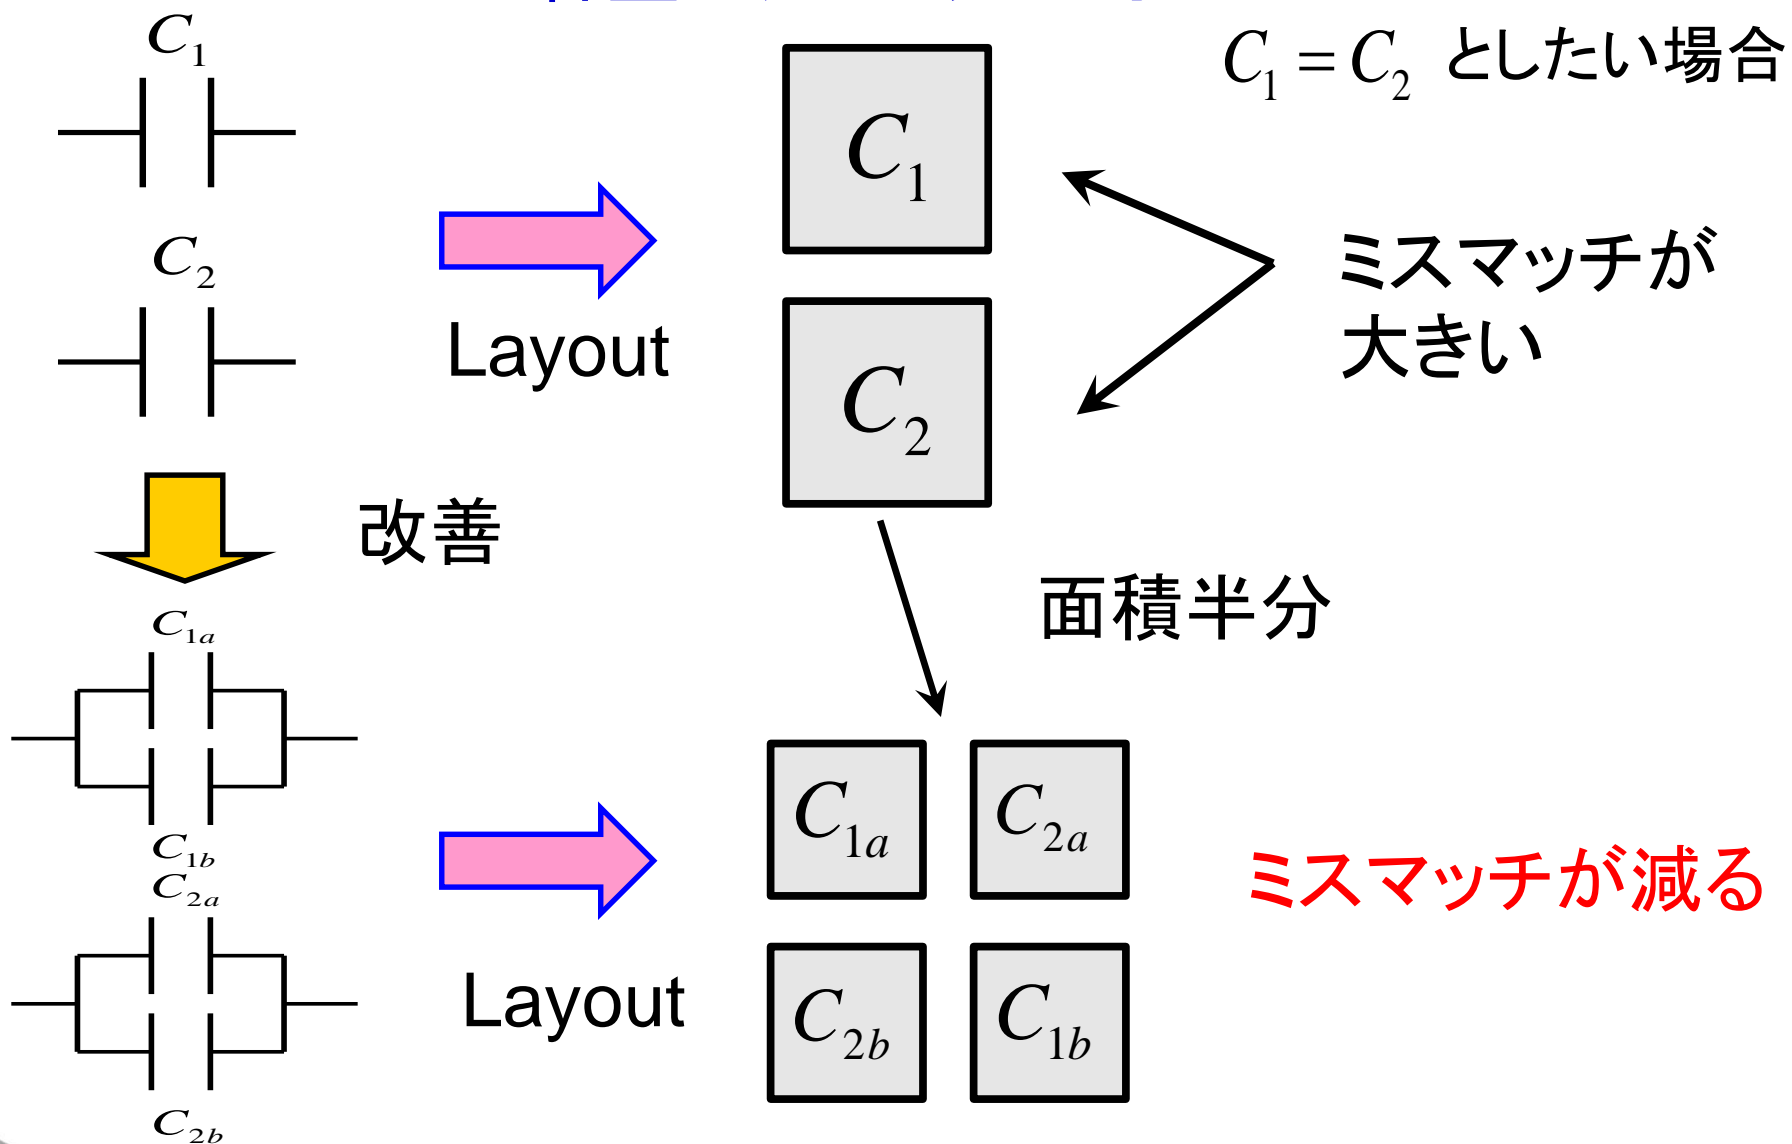 C₁
C₁
C₁ = C₂ としたい場合
C₂
Layout
C₂
ミスマッチが
大きい
改善
面積半分
C₁ₐ
C₁b
C₂ₐ
C₂b
Layout
C₁ₐ
C₂ₐ
C₂b
C₁b
ミスマッチが減る